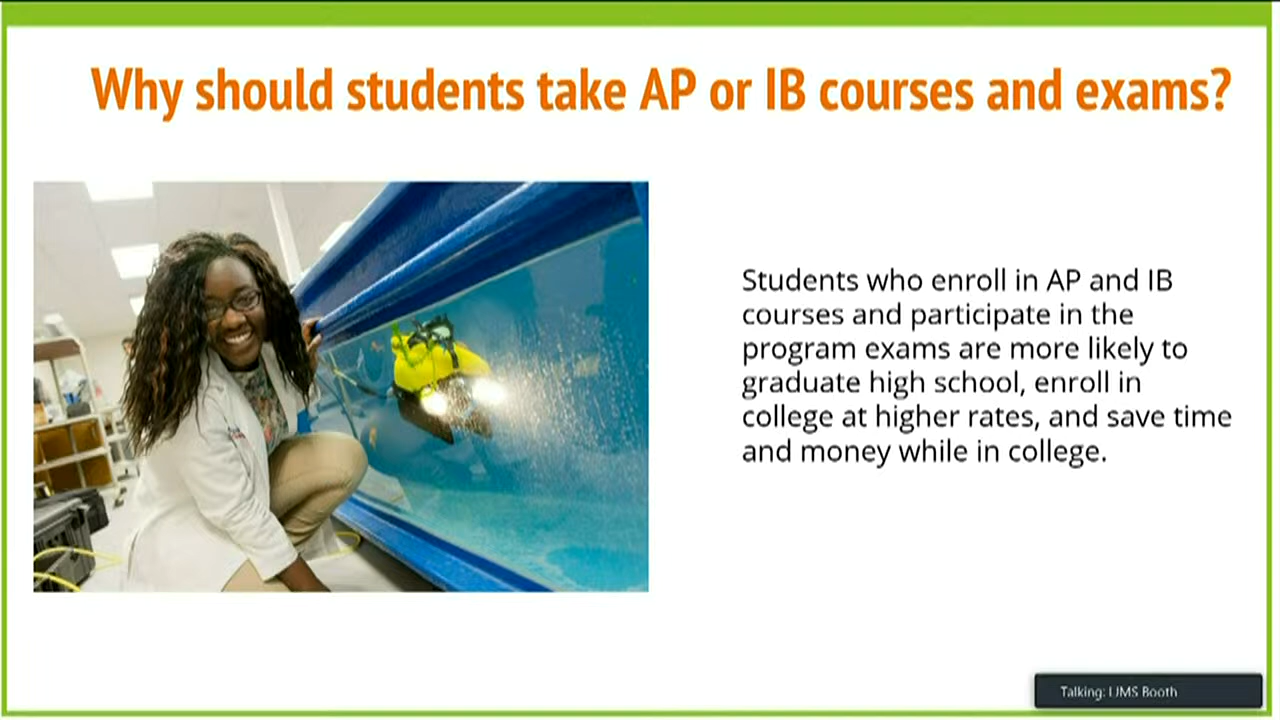 Why should students take AP or IB courses and exams?
Students who enroll in AP and IB
courses and participate in the
program exams are more likely to
graduate high school, enroll in
college at higher rates, and save time
and money while in college.
Talking: IJMS Booth